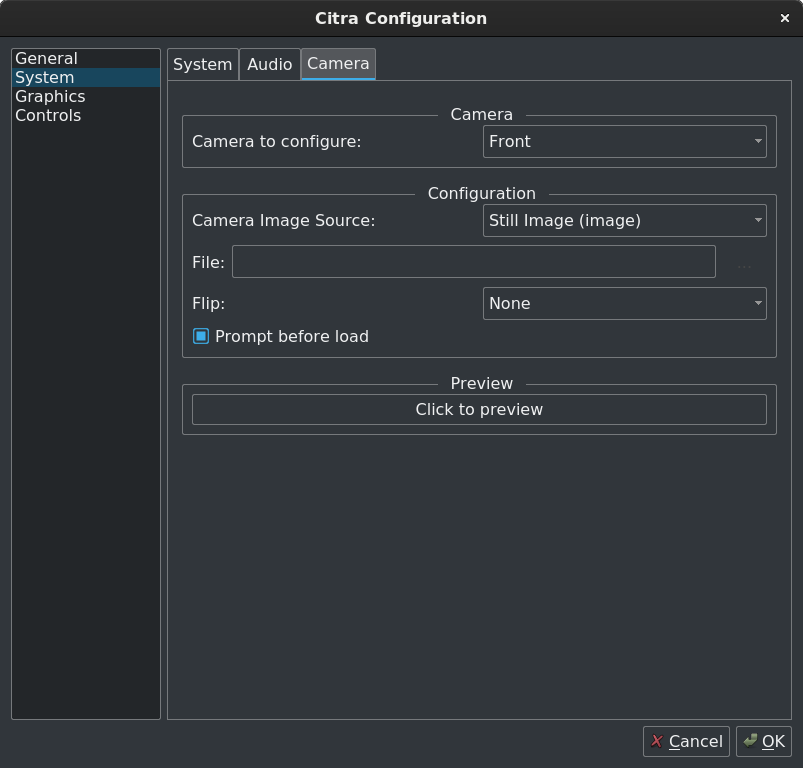 Citra Configuration
General
System
Graphics
Controls
System Audio Camera
Camera
Camera to configure: Front
Configuration
Camera Image Source: Still Image (image)
File: ...
Flip: None
Prompt before load
Preview
Click to preview
Cancel OK